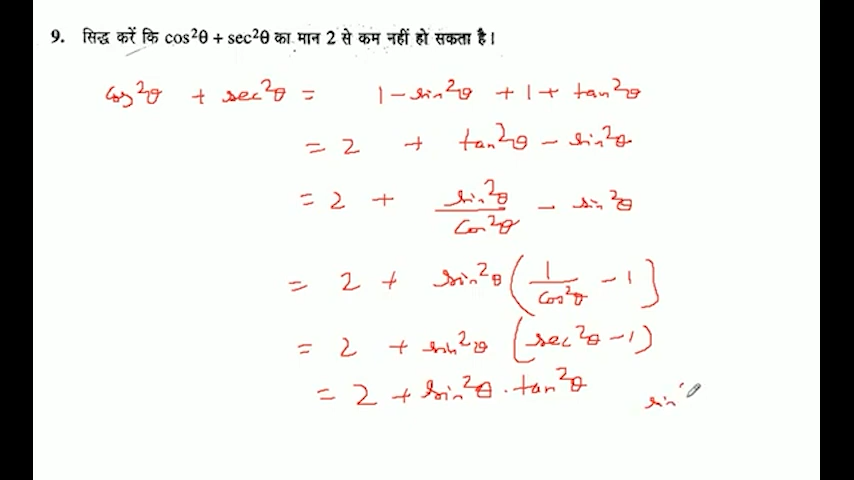 9. सिद्ध करें कि cos²θ + sec²θ का मान 2 से कम नहीं हो सकता है।
cos²θ + sec²θ = 1 - sin²θ + 1 + tan²θ
= 2 + tan²θ - sin²θ
= 2 + sin²θ/cos²θ - sin²θ
= 2 + sin²θ (1/cos²θ - 1)
= 2 + sin²θ (sec²θ - 1)
= 2 + sin²θ . tan²θ
sin